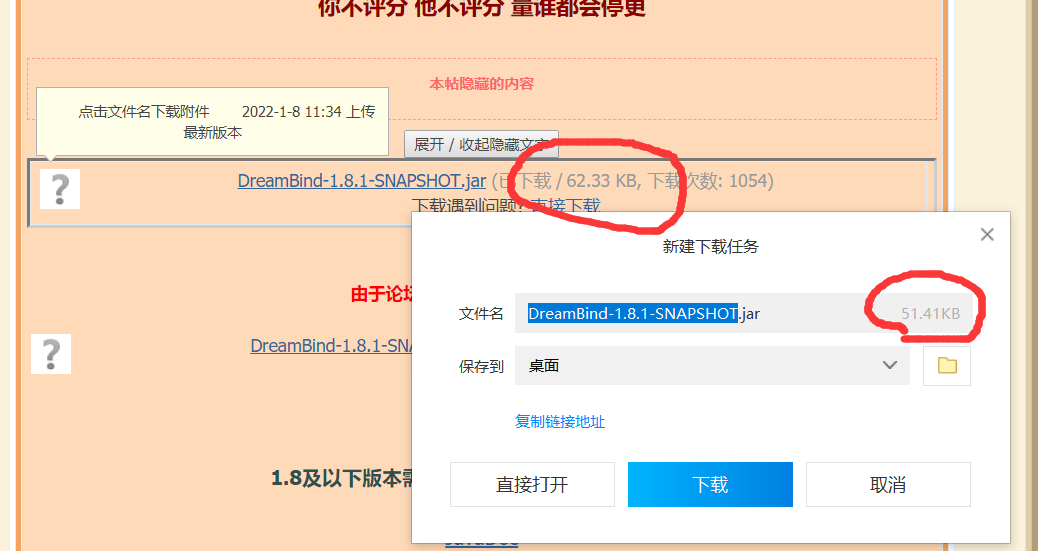 你不评分 他不评分 量谁都会停更
本帖隐藏的内容
点击文件名下载附件 2022-1-8 11:34 上传
最新版本
展开 / 收起隐藏文字
DreamBind-1.8.1-SNAPSHOT.jar (已下载 / 62.33 KB, 下载次数: 1054)
下载遇到问题? 直接下载
新建下载任务
由于论坛
文件名 DreamBind-1.8.1-SNAPSHOT.jar 51.41KB
DreamBind-1.8.1-SNA
保存到 桌面
复制链接地址
1.8及以下版本需
直接打开 下载 取消
JavaDoc